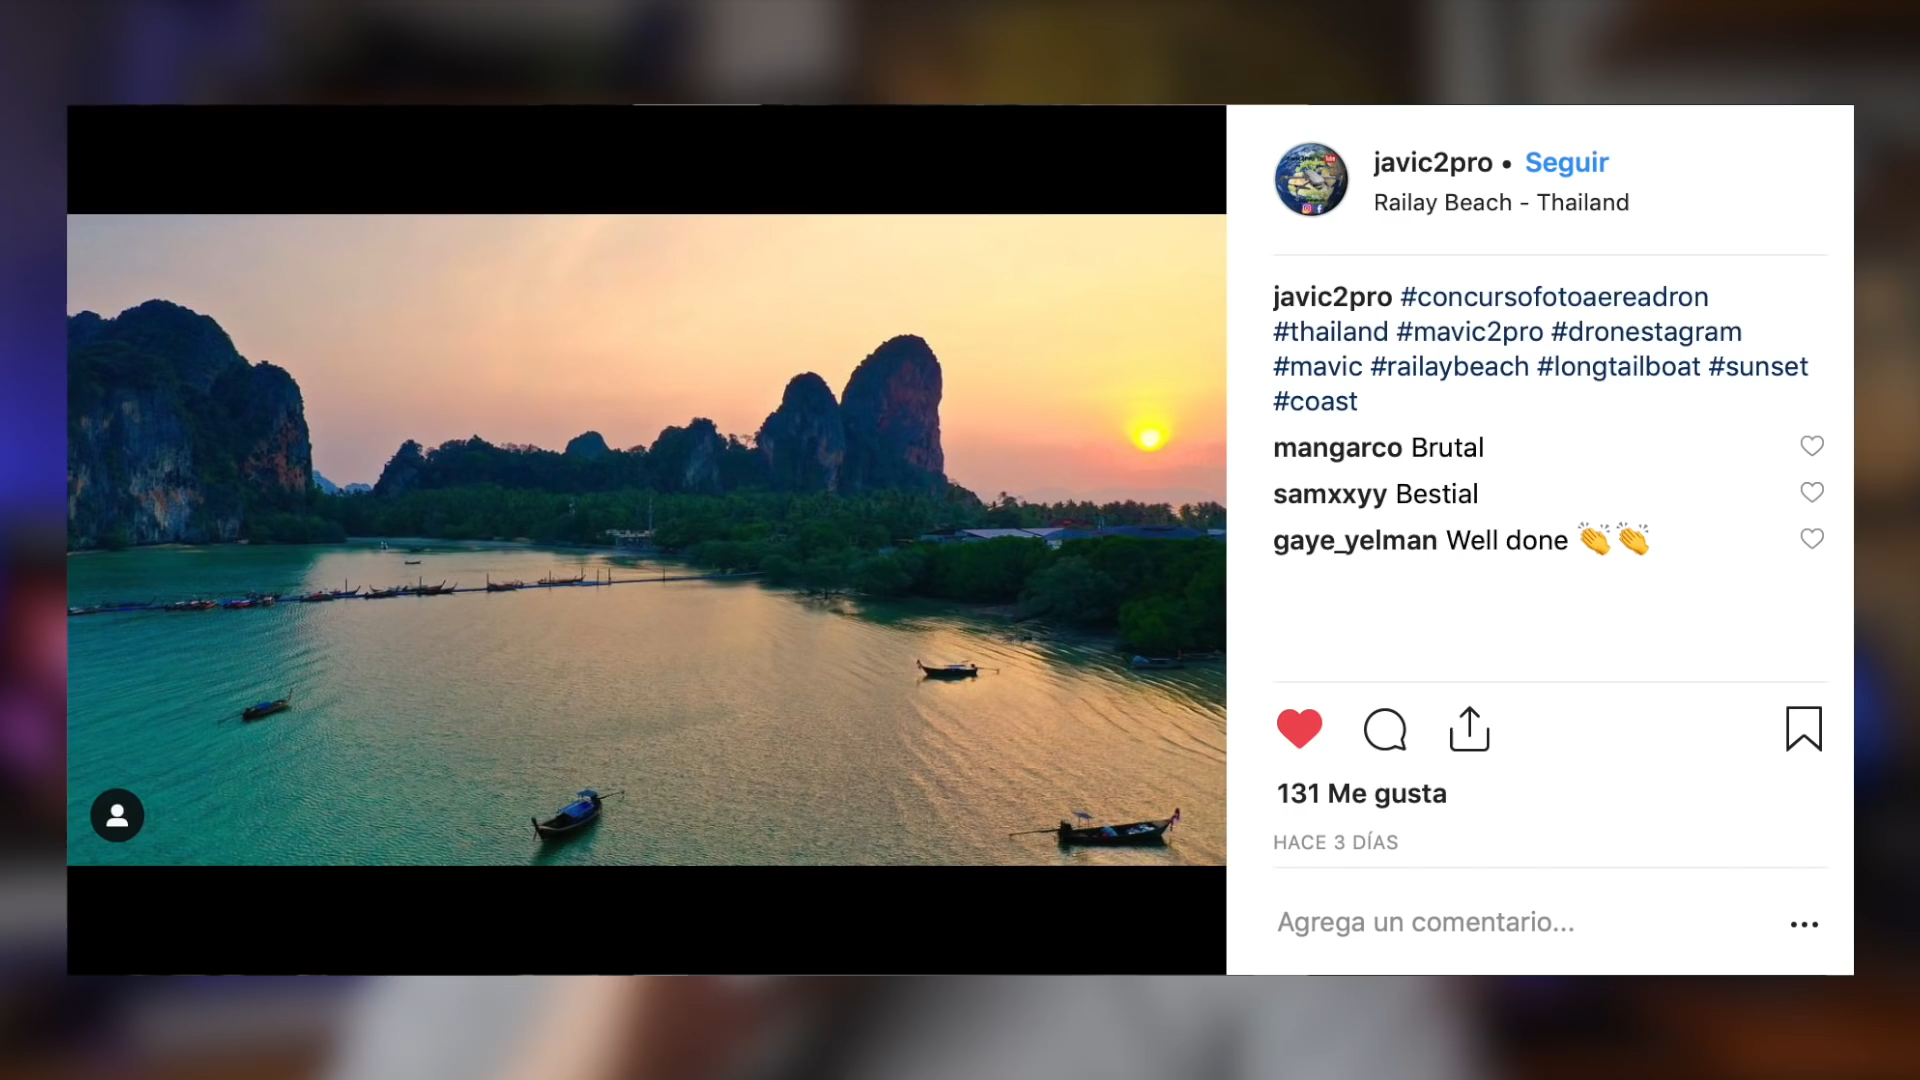 javic2pro • Seguir
Railay Beach - Thailand
javic2pro #concursofotoaereadron
#thailand #mavic2pro #dronestagram
#mavic #railaybeach #longtailboat #sunset
#coast
mangarco Brutal
samxxyy Bestial
gaye_yelman Well done 👏👏
131 Me gusta
HACE 3 DÍAS
Agrega un comentario...